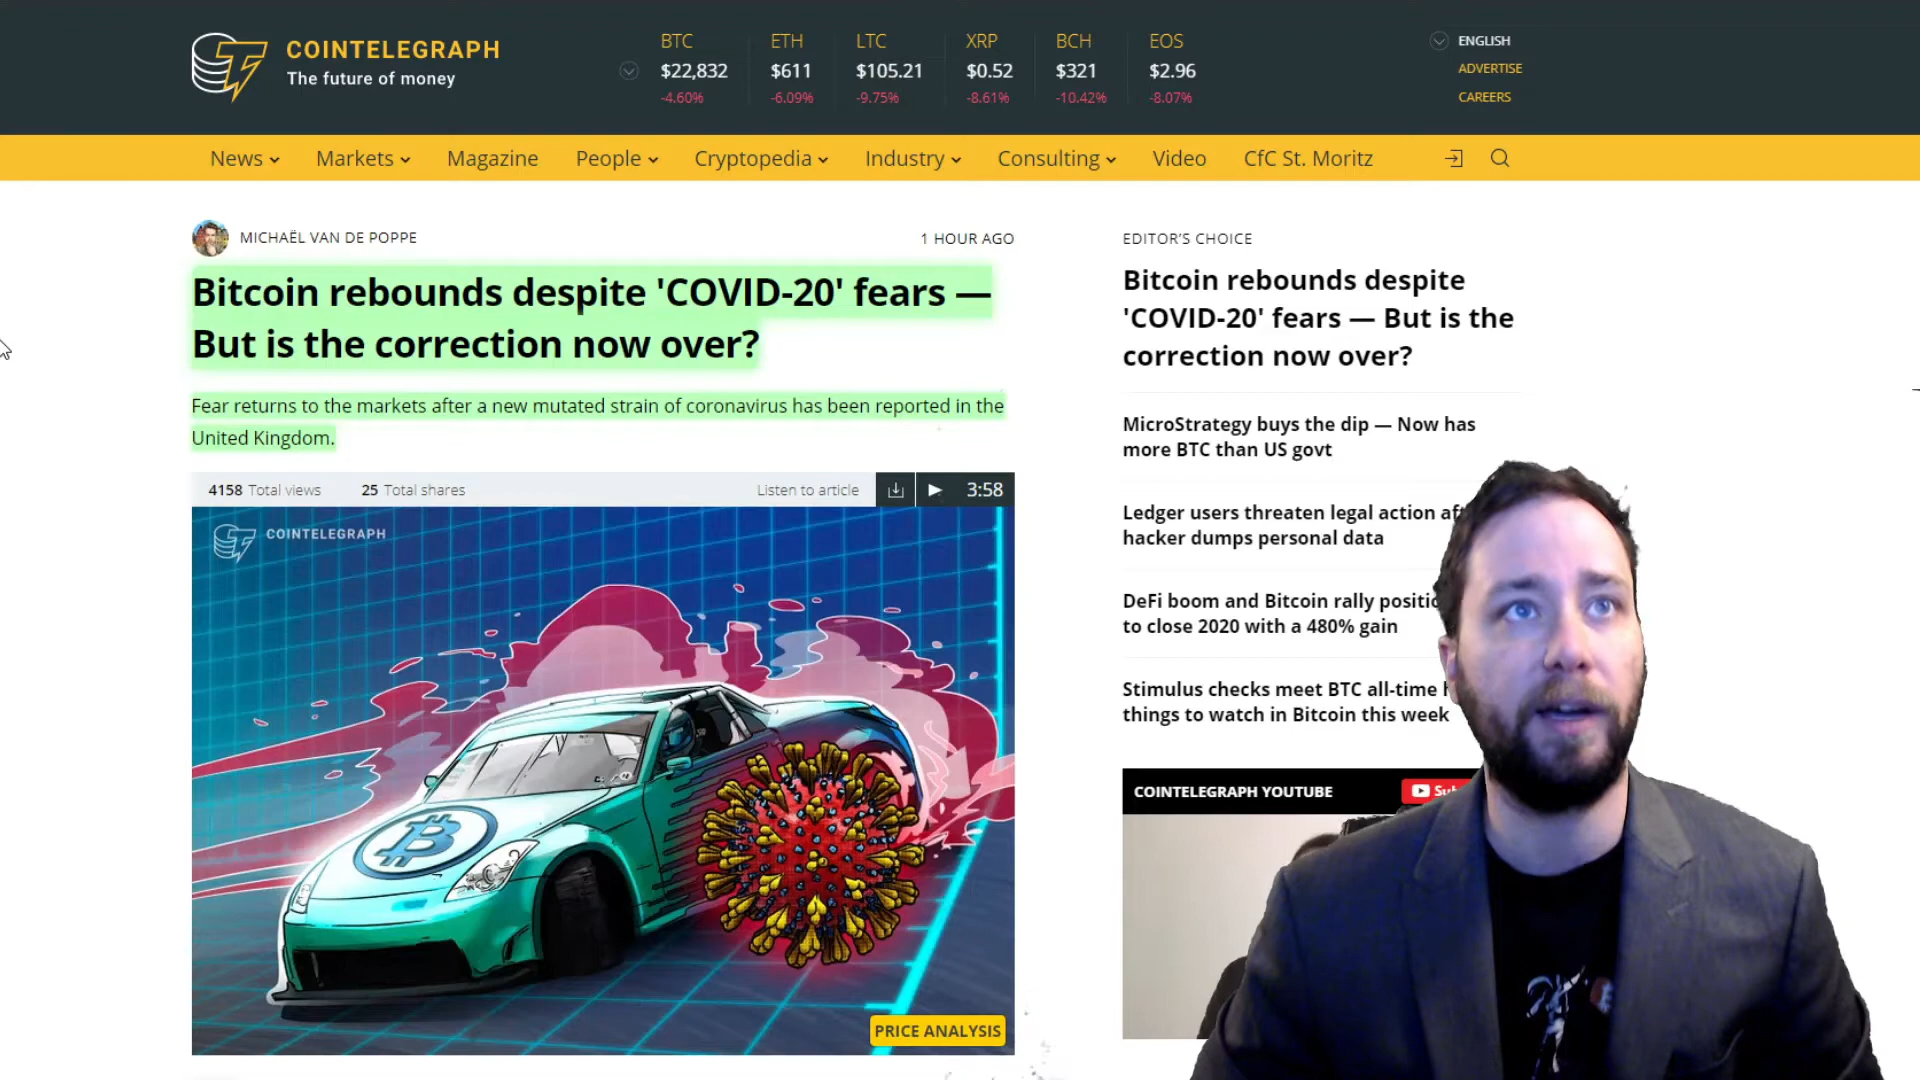 COINTELEGRAPH
The future of money
BTC
$22,832
-4.60%
ETH
$611
-6.09%
LTC
$105.21
-9.75%
XRP
$0.52
-8.61%
BCH
$321
-10.42%
EOS
$2.96
-8.07%
ENGLISH
ADVERTISE
CAREERS
News
Markets
Magazine
People
Cryptopedia
Industry
Consulting
Video
CfC St. Moritz
MICHAËL VAN DE POPPE
1 HOUR AGO
Bitcoin rebounds despite 'COVID-20' fears —
But is the correction now over?
Fear returns to the markets after a new mutated strain of coronavirus has been reported in the
United Kingdom.
4158 Total views
25 Total shares
Listen to article
3:58
COINTELEGRAPH
PRICE ANALYSIS
EDITOR'S CHOICE
Bitcoin rebounds despite
'COVID-20' fears — But is the
correction now over?
MicroStrategy buys the dip — Now has
more BTC than US govt
Ledger users threaten legal action
hacker dumps personal data
DeFi boom and Bitcoin rally
to close 2020 with a 480% gain
Stimulus checks meet BTC all-time
things to watch in Bitcoin this week
COINTELEGRAPH YOUTUBE